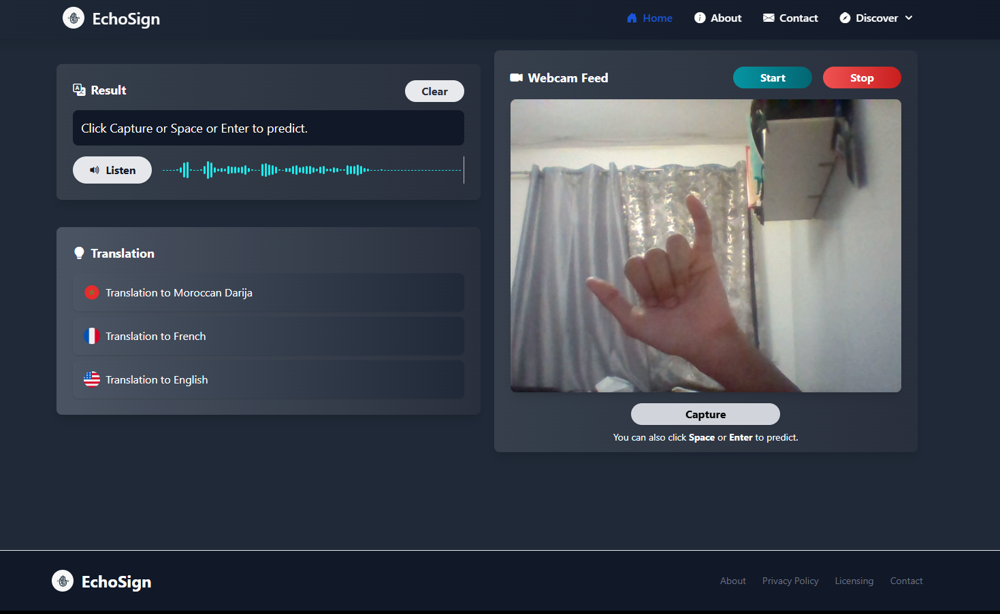 EchoSign
Home
About
Contact
Discover
Result
Clear
Click Capture or Space or Enter to predict.
Listen
Translation
Translation to Moroccan Darija
Translation to French
Translation to English
Webcam Feed
Start
Stop
Capture
You can also click Space or Enter to predict.
EchoSign
About
Privacy Policy
Licensing
Contact